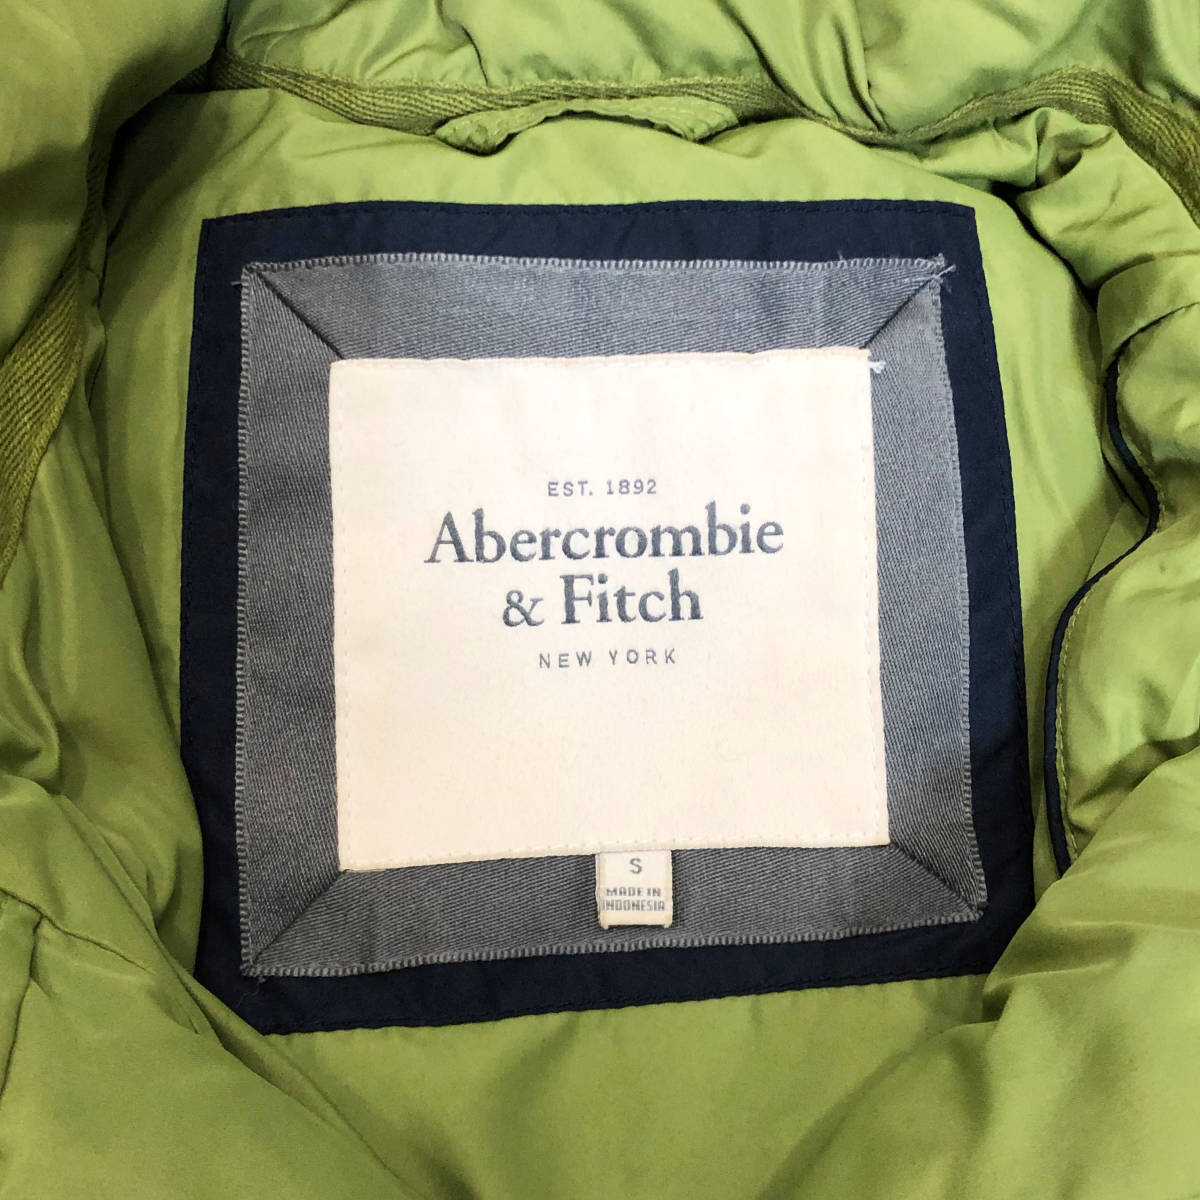 EST. 1892
Abercrombie
& Fitch
NEW YORK
S
MADE IN
INDONESIA